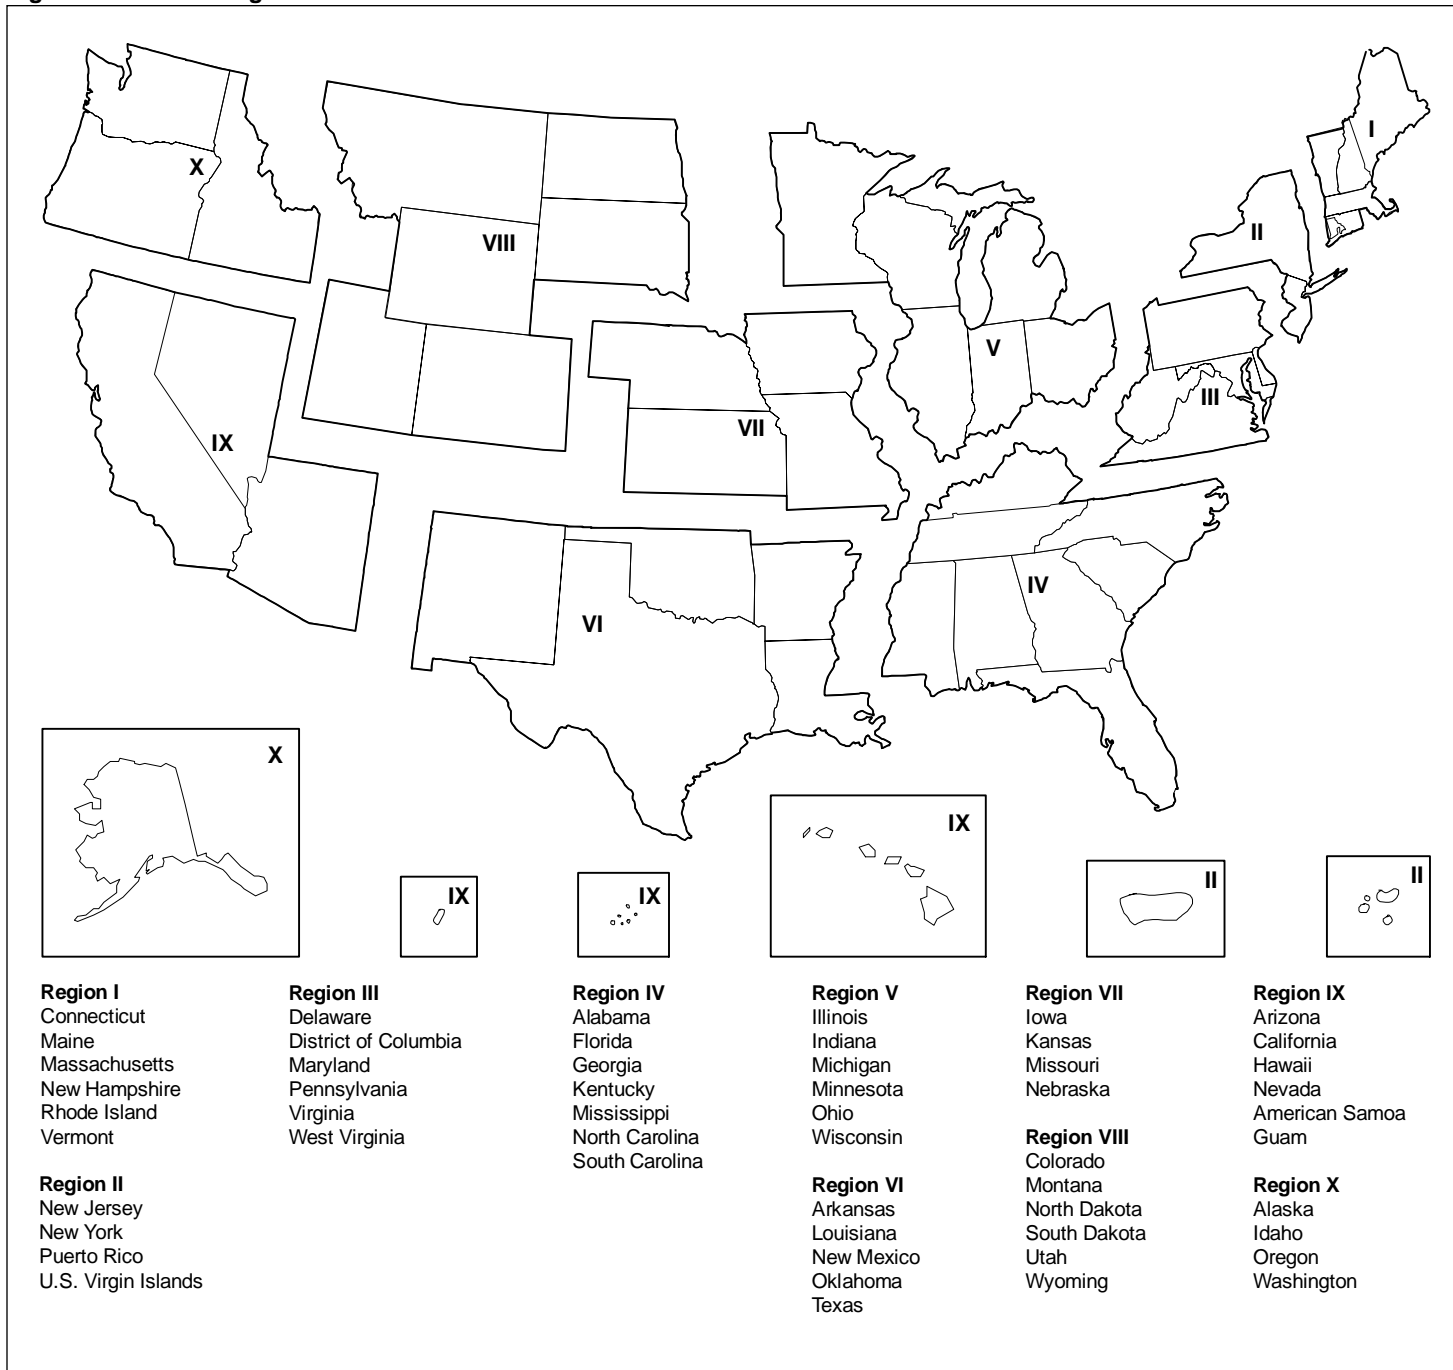 X
VIII
I
II
V
III
IX
VII
IV
VI
X
IX
IX
IX
II
II
Region I
Connecticut
Maine
Massachusetts
New Hampshire
Rhode Island
Vermont
Region II
New Jersey
New York
Puerto Rico
U.S. Virgin Islands
Region III
Delaware
District of Columbia
Maryland
Pennsylvania
Virginia
West Virginia
Region IV
Alabama
Florida
Georgia
Kentucky
Mississippi
North Carolina
South Carolina
Region V
Illinois
Indiana
Michigan
Minnesota
Ohio
Wisconsin
Region VI
Arkansas
Louisiana
New Mexico
Oklahoma
Texas
Region VII
Iowa
Kansas
Missouri
Nebraska
Region VIII
Colorado
Montana
North Dakota
South Dakota
Utah
Wyoming
Region IX
Arizona
California
Hawaii
Nevada
American Samoa
Guam
Region X
Alaska
Idaho
Oregon
Washington